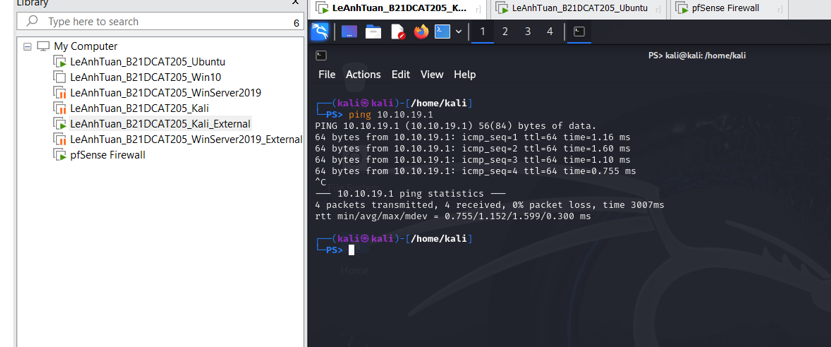 Library
x
Type here to search
6
My Computer
LeAnhTuan_B21DCAT205_Ubuntu
LeAnhTuan_B21DCAT205_Win10
LeAnhTuan_B21DCAT205_WinServer2019
LeAnhTuan_B21DCAT205_Kali
LeAnhTuan_B21DCAT205_Kali_External
LeAnhTuan_B21DCAT205_WinServer2019_External
pfSense Firewall
LeAnhTuan_B21DCAT205_K... LeAnhTuan_B21DCAT205_Ubuntu pfSense Firewall
1 2 3 4
PS> kali@kali: /home/kali
File Actions Edit View Help
┌──(kali㉿kali)-[/home/kali]
└─PS> ping 10.10.19.1
PING 10.10.19.1 (10.10.19.1) 56(84) bytes of data.
64 bytes from 10.10.19.1: icmp_seq=1 ttl=64 time=1.16 ms
64 bytes from 10.10.19.1: icmp_seq=2 ttl=64 time=1.60 ms
64 bytes from 10.10.19.1: icmp_seq=3 ttl=64 time=1.10 ms
64 bytes from 10.10.19.1: icmp_seq=4 ttl=64 time=0.755 ms
^C
--- 10.10.19.1 ping statistics ---
4 packets transmitted, 4 received, 0% packet loss, time 3007ms
rtt min/avg/max/mdev = 0.755/1.152/1.599/0.300 ms
┌──(kali㉿kali)-[/home/kali]
└─PS>